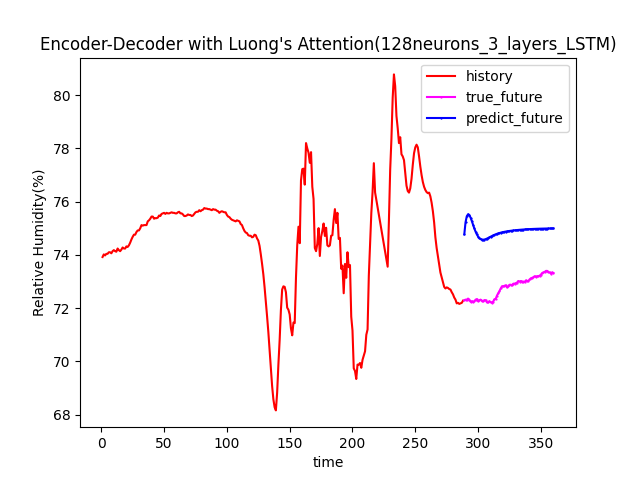 Encoder-Decoder with Luong's Attention(128neurons_3_layers_LSTM)
history
true_future
predict_future
Relative Humidity(%)
80
78
76
74
72
70
68
0 50 100 150 200 250 300 350
time